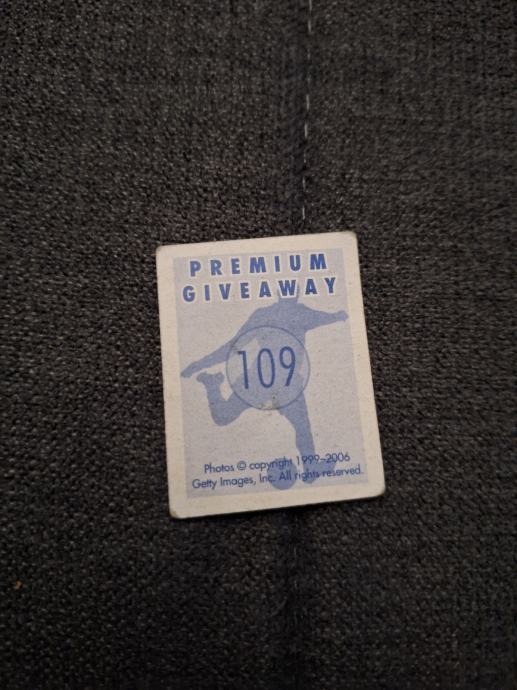 PREMIUM
GIVEAWAY
109
Photos © copyright 1999–2006
Getty Images, Inc. All rights reserved.